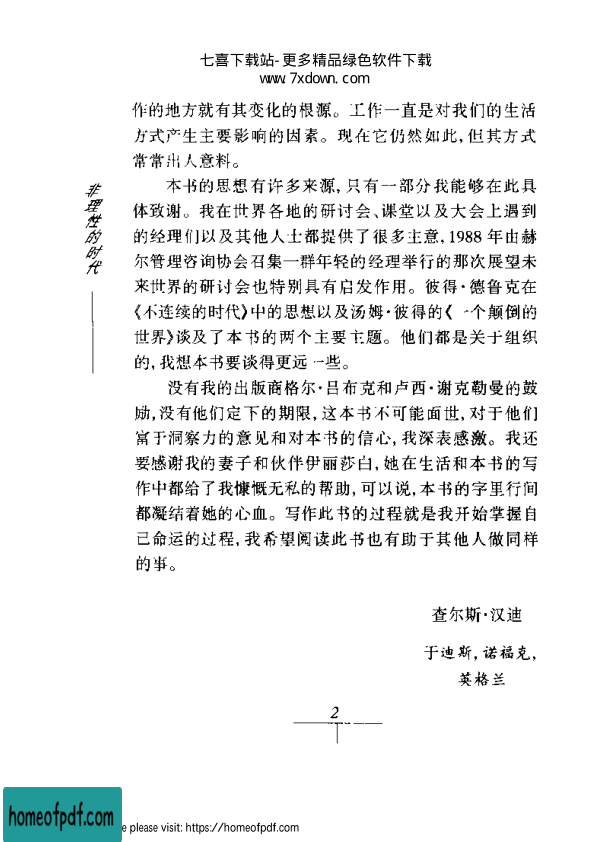 七喜下载站-更多精品绿色软件下载
www.7xdown.com
作的地方就有其变化的根源。工作一直是对我们的生活
方式产生主要影响的因素。现在它仍然如此,但其方式
常常出人意料。
本书的思想有许多来源,只有一部分我能够在此具
体致谢。我在世界各地的研讨会、课堂以及大会上遇到
的经理们以及其他人士都提供了很多主意,1988年由赫
尔管理咨询协会召集一群年轻的经理举行的那次展望未
来世界的研讨会也特别具有启发作用。彼得·德鲁克在
《不连续的时代》中的思想以及汤姆·彼得的《一个颠倒的
世界》谈及了本书的两个主要主题。他们都是关于组织
的,我想本书要谈得更远一些。
没有我的出版商格尔·吕布克和卢西·谢克勒曼的鼓
励,没有他们定下的期限,这本书不可能面世,对于他们
富于洞察力的意见和对本书的信心,我深表感激。我还
要感谢我的妻子和伙伴伊丽莎白,她在生活和本书的写
作中都给了我慷慨无私的帮助,可以说,本书的字里行间
都凝结着她的心血。写作此书的过程就是我开始掌握自
己命运的过程,我希望阅读此书也有助于其他人做同样
的事。
非理性的时代
查尔斯·汉迪
于迪斯,诺福克,
英格兰
2
homeofpdf.com
e please visit: https://homeofpdf.com